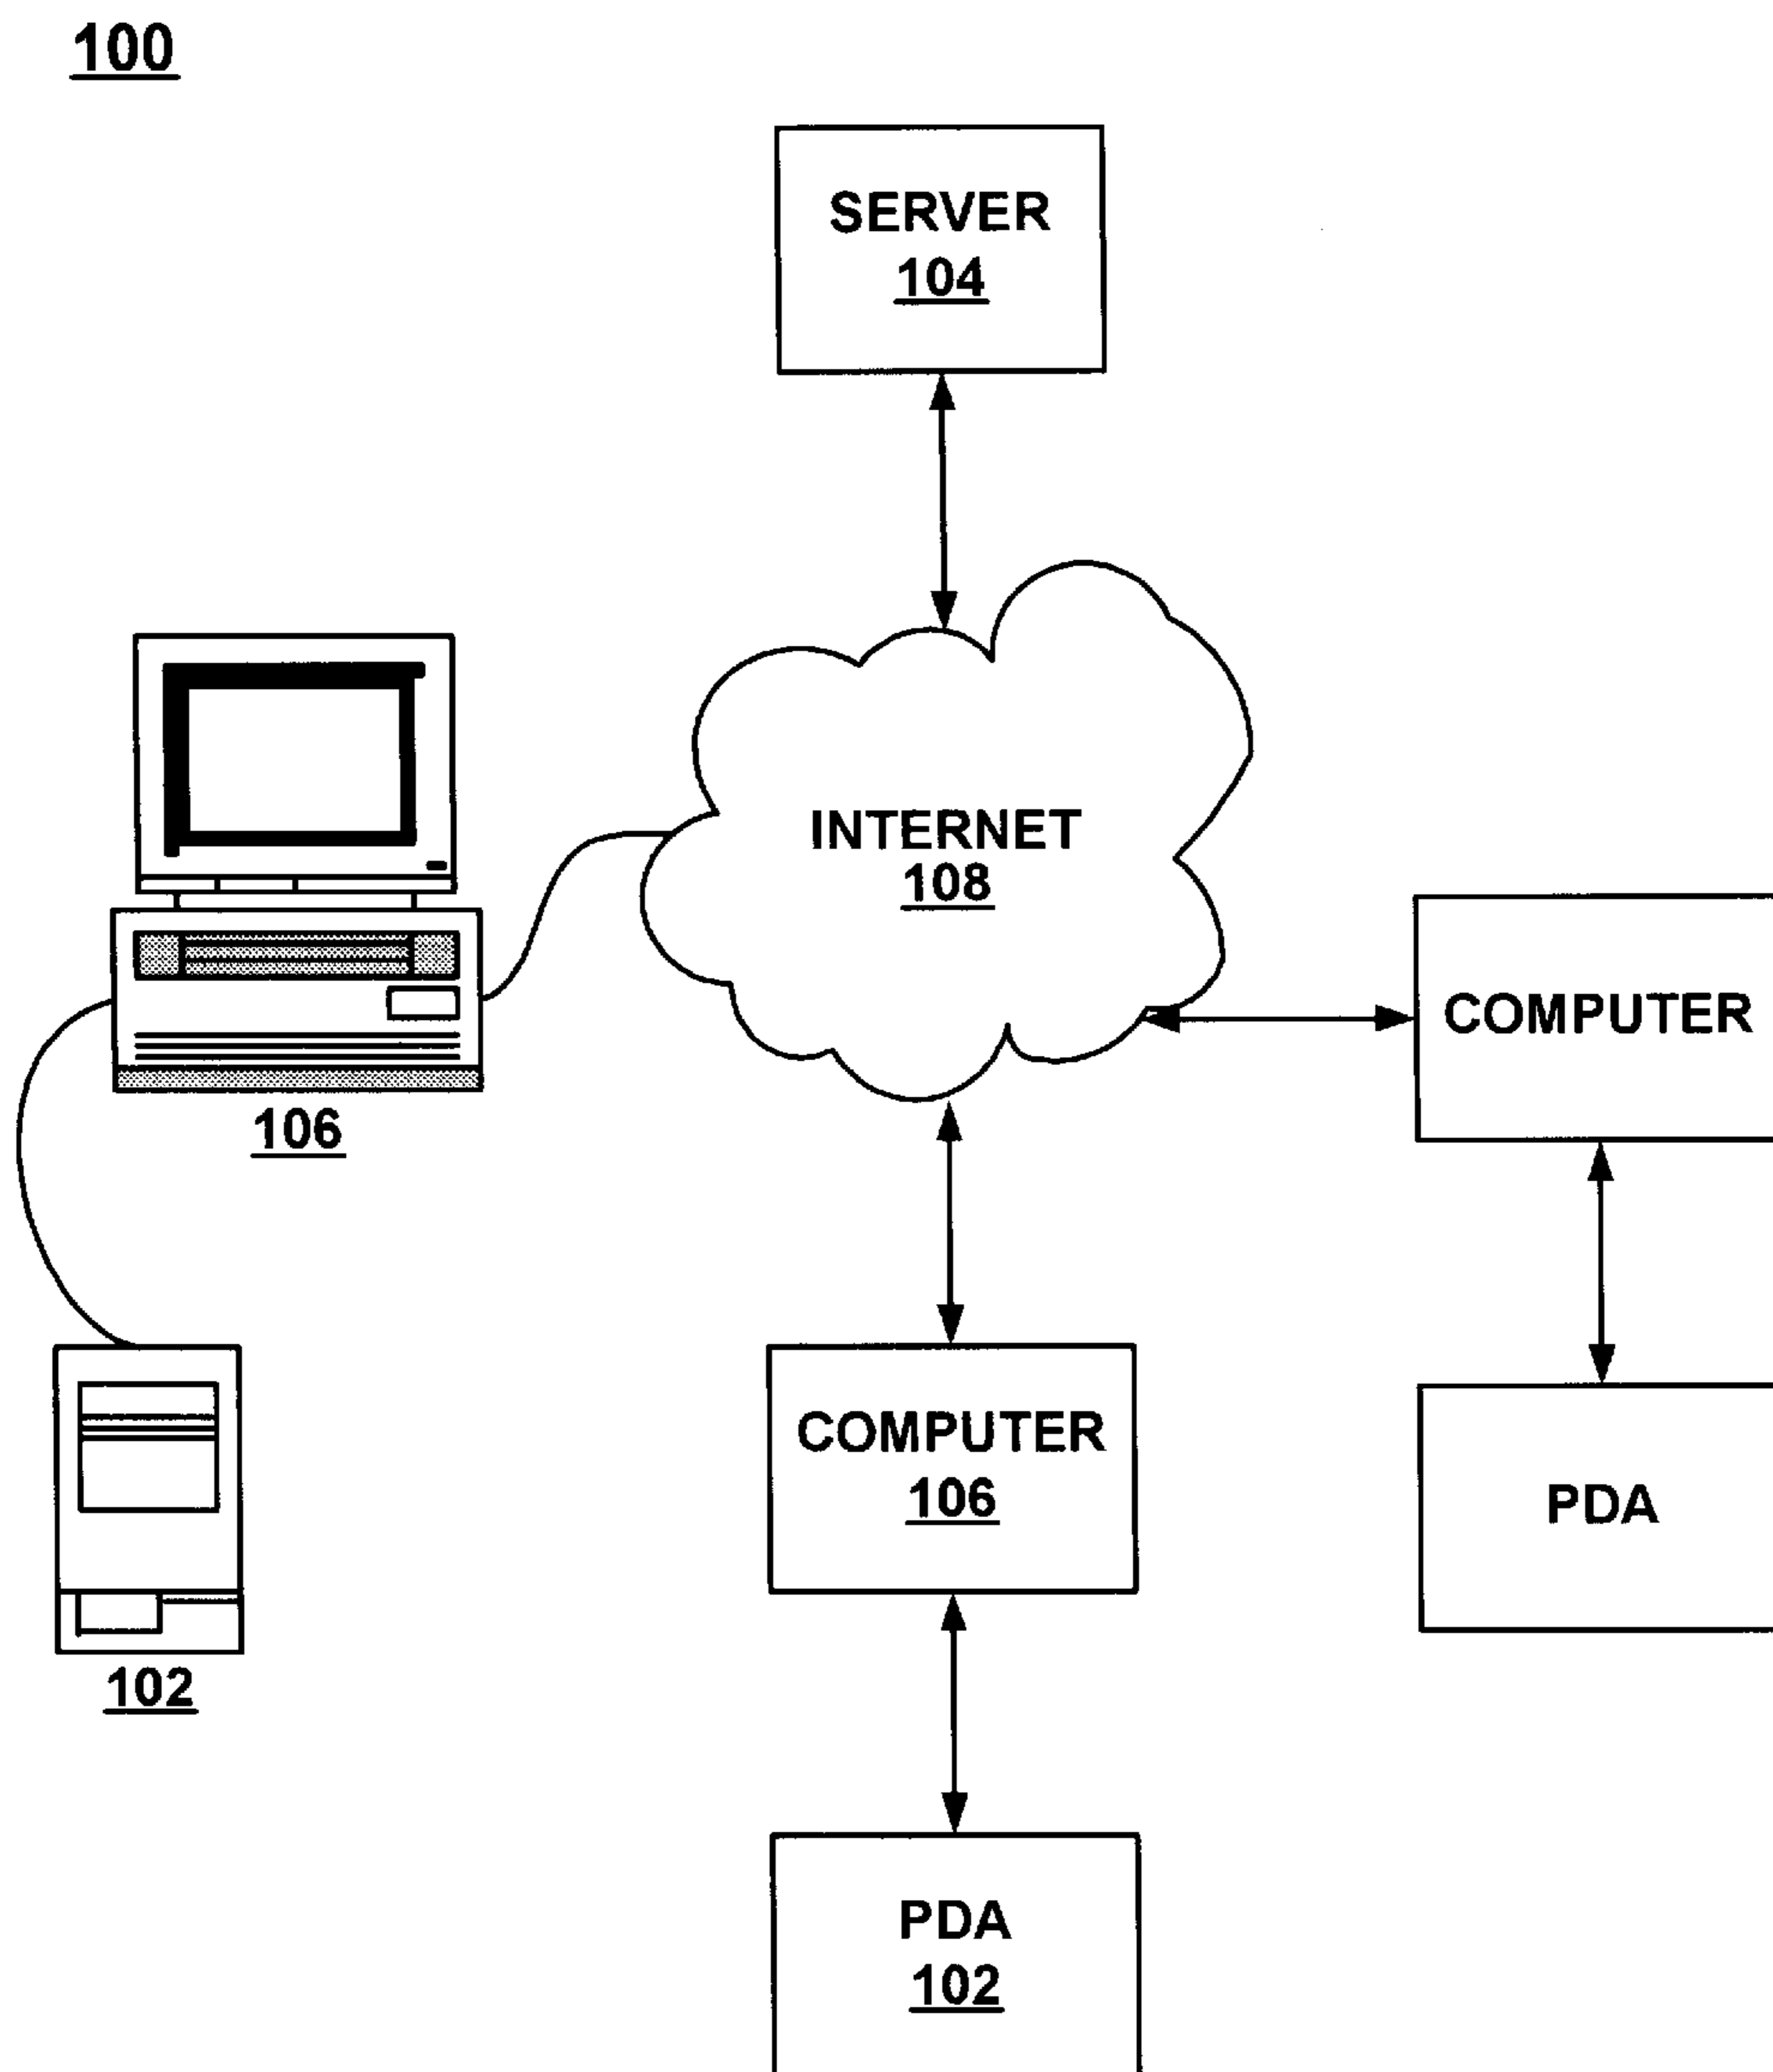 100
SERVER
104
INTERNET
108
106
COMPUTER
COMPUTER
106
PDA
102
PDA
102